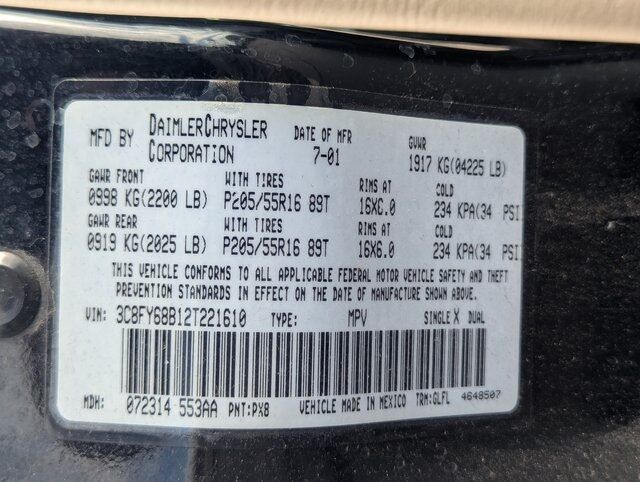 MFD BY DAIMLERCHRYSLER CORPORATION DATE OF MFR 7-01 GVWR 1917 KG(04225 LB)
GAWR FRONT WITH TIRES RIMS AT COLD
0998 KG(2200 LB) P205/55R16 89T 16XC.0 234 KPA(34 PSI
GAWR REAR WITH TIRES RIMS AT COLD
0919 KG(2025 LB) P205/55R16 89T 16X6.0 234 KPA(34 PSI
THIS VEHICLE CONFORMS TO ALL APPLICABLE FEDERAL MOTOR VEHICLE SAFETY AND THEFT
PREVENTION STANDARDS IN EFFECT ON THE DATE OF MANUFACTURE SHOWN ABOVE.
VIN: 3C8FY68B12T221610 TYPE: MPV SINGLE X DUAL
MDH: 072314 553AA PNT:PX8 VEHICLE MADE IN MEXICO TRM:GLFL 4648507